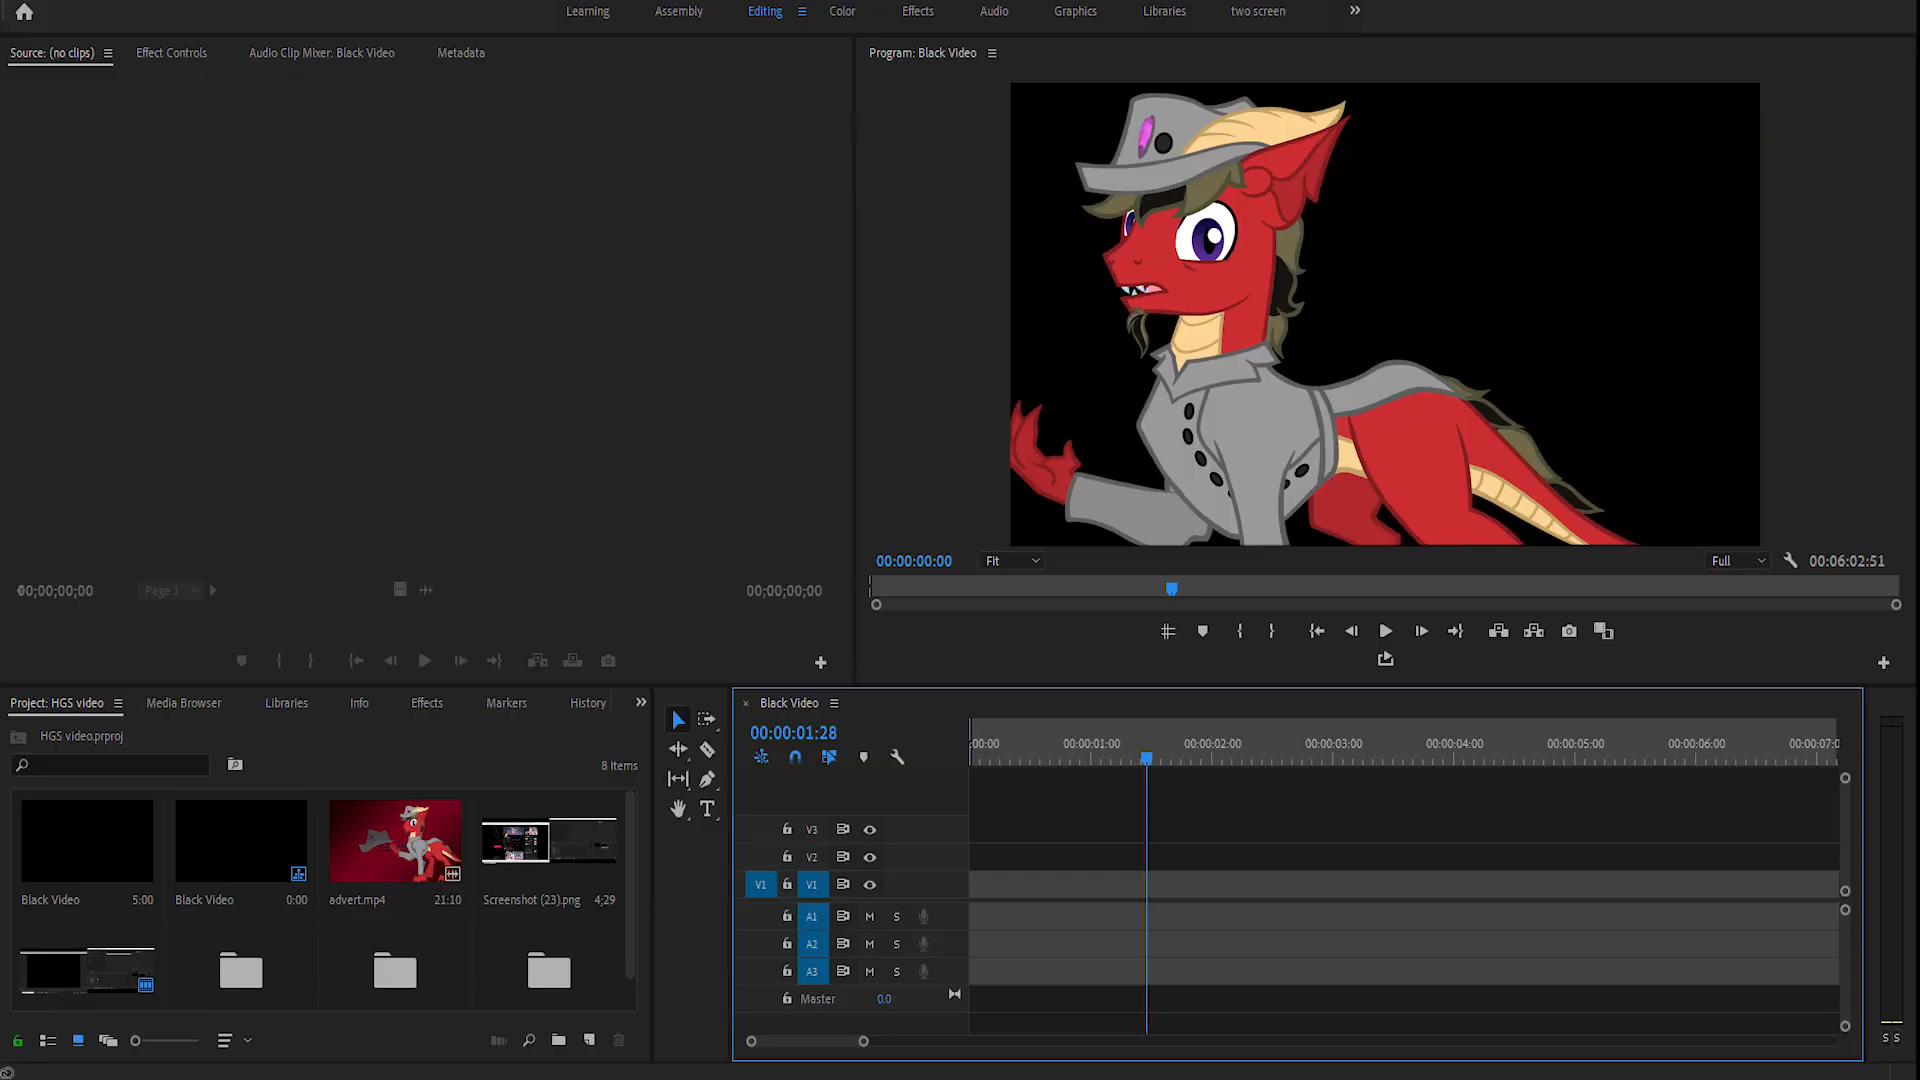 Learning Assembly Editing Color Effects Audio Graphics Libraries two screen
Source: (no clips) Effect Controls Audio Clip Mixer: Black Video Metadata
Program: Black Video
00:00:00:00 Fit Full 00:06:02:51
00;00;00;00 Page 1 00;00;00;00
Project: HGS video Media Browser Libraries Info Effects Markers History
HGS video.prproj
8 Items
Black Video 5:00
Black Video 0:00
advert.mp4 21:10
Screenshot (23).png 4;29
Black Video
00:00:01:28
:00:00 00:00:01:00 00:00:02:00 00:00:03:00 00:00:04:00 00:00:05:00 00:00:06:00 00:00:07:0
V3
V2
V1 V1
A1 M S
A2 M S
A3 M S
Master 0.0
S S